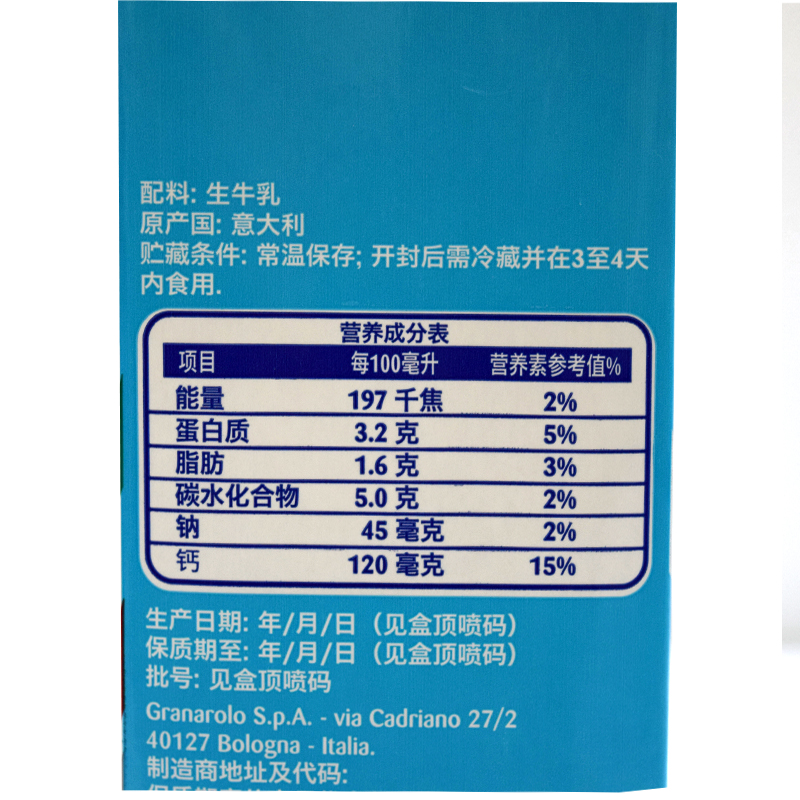 配料: 生牛乳
原产国: 意大利
贮藏条件: 常温保存; 开封后需冷藏并在3至4天
内食用.
营养成分表
项目 每100毫升 营养素参考值%
能量 197 千焦 2%
蛋白质 3.2 克 5%
脂肪 1.6 克 3%
碳水化合物 5.0 克 2%
钠 45 毫克 2%
钙 120 毫克 15%
生产日期: 年/月/日（见盒顶喷码）
保质期至: 年/月/日（见盒顶喷码）
批号: 见盒顶喷码
Granarolo S.p.A. - via Cadriano 27/2
40127 Bologna - Italia.
制造商地址及代码: